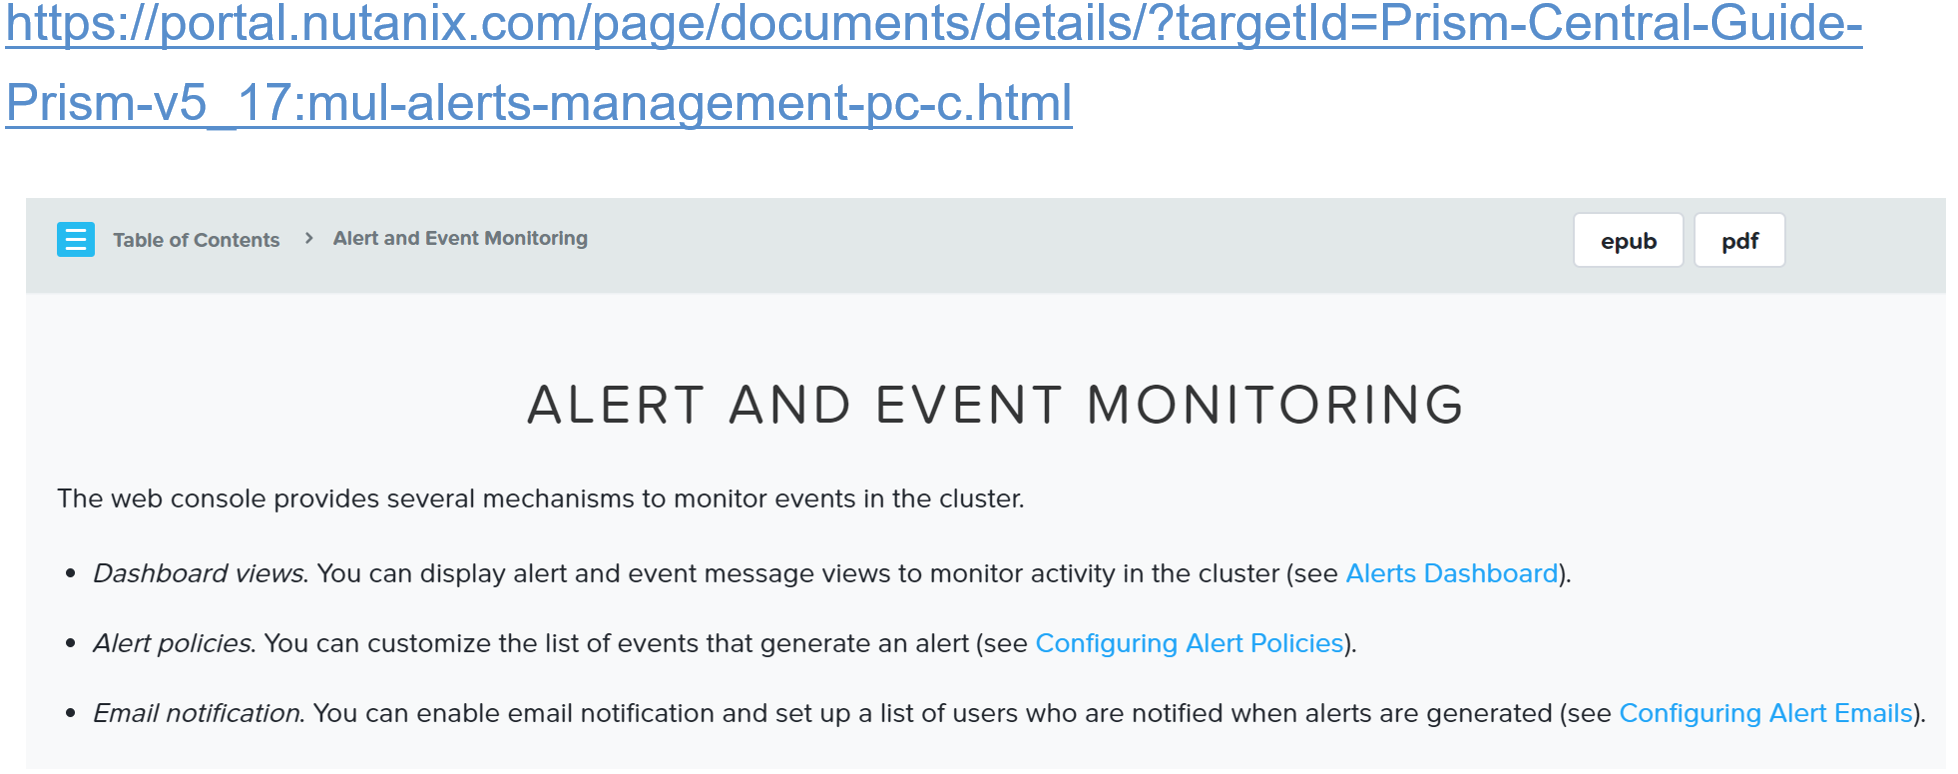 https://portal.nutanix.com/page/documents/details/?targetId=Prism-Central-Guide-
Prism-v5_17:mul-alerts-management-pc-c.html
Table of Contents > Alert and Event Monitoring
epub pdf
ALERT AND EVENT MONITORING
The web console provides several mechanisms to monitor events in the cluster.
• Dashboard views. You can display alert and event message views to monitor activity in the cluster (see Alerts Dashboard).
• Alert policies. You can customize the list of events that generate an alert (see Configuring Alert Policies).
• Email notification. You can enable email notification and set up a list of users who are notified when alerts are generated (see Configuring Alert Emails).